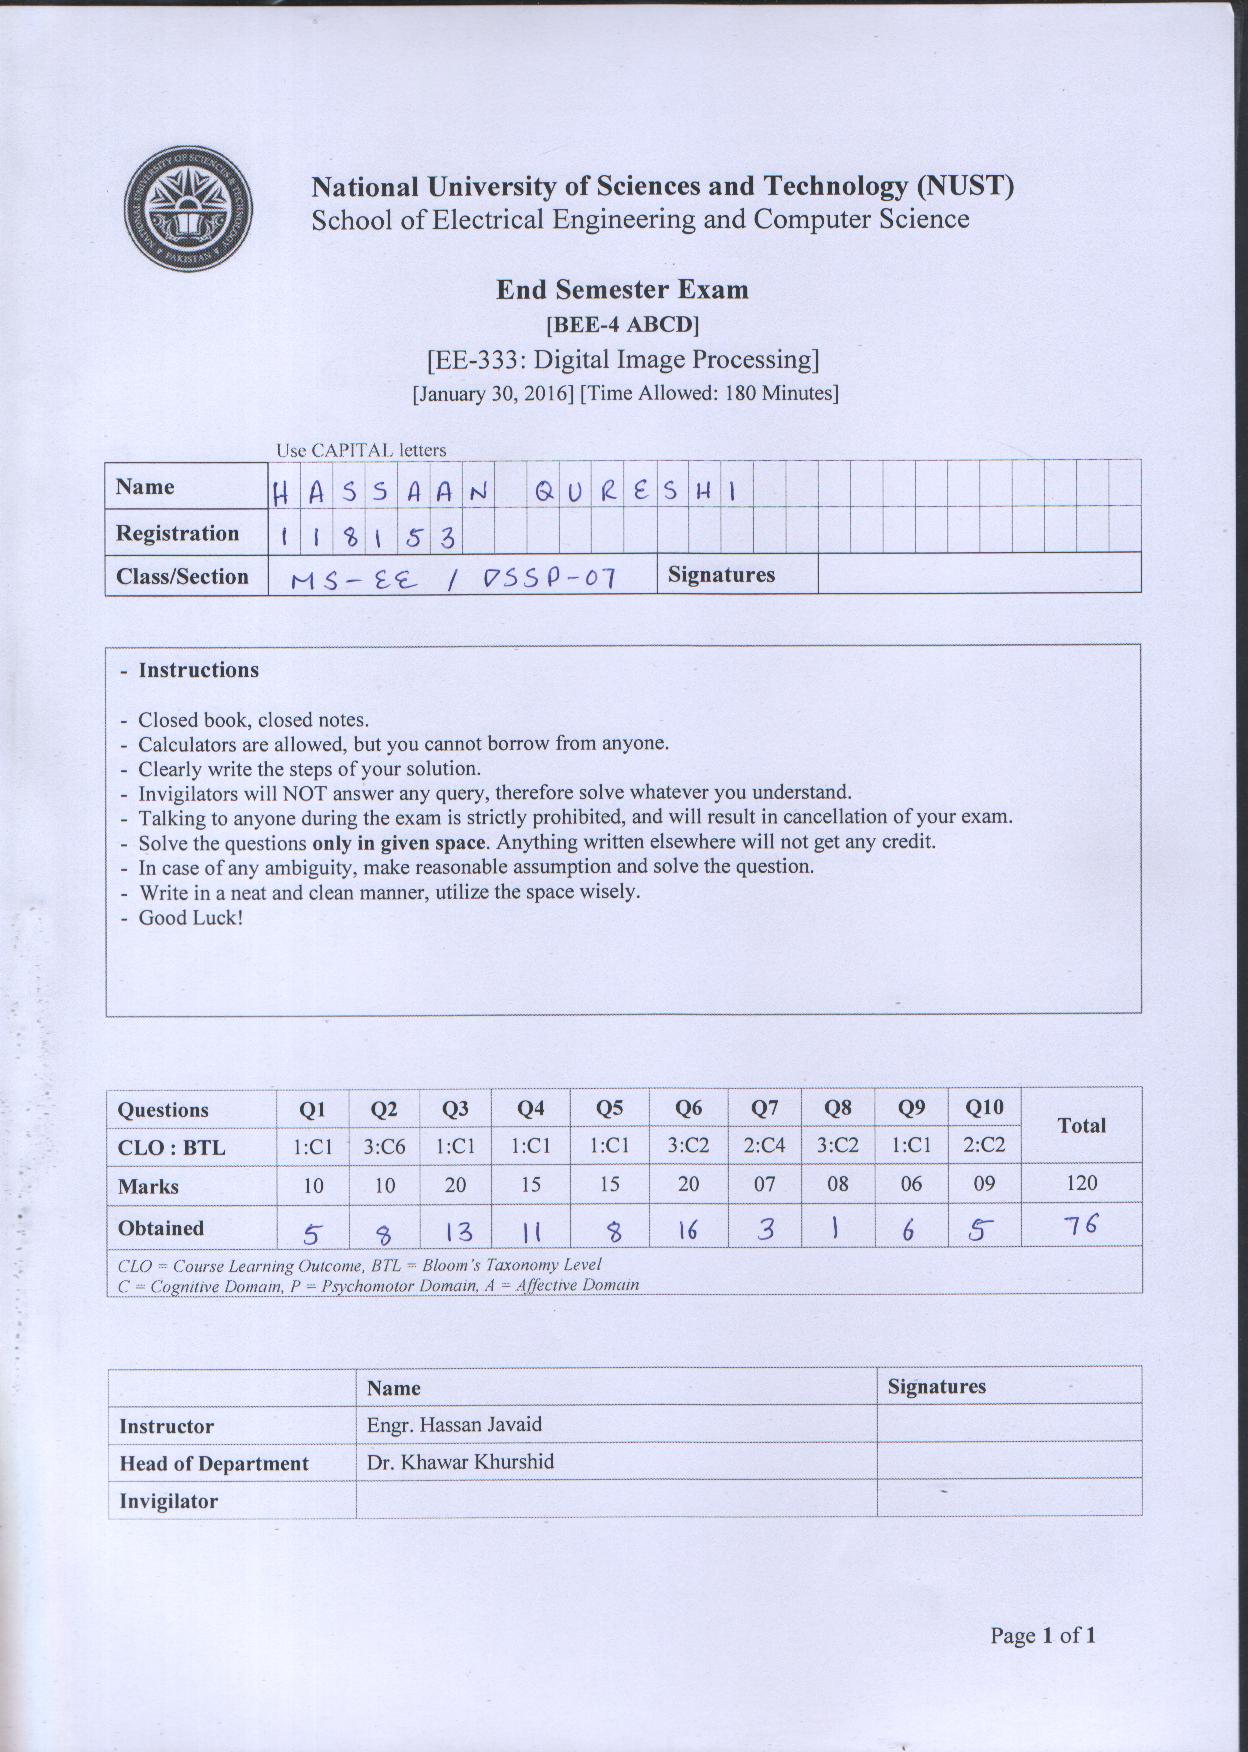 NATIONAL UNIVERSITY OF SCIENCES & TECHNOLOGY
PAKISTAN
National University of Sciences and Technology (NUST)
School of Electrical Engineering and Computer Science
End Semester Exam
[BEE-4 ABCD]
[EE-333: Digital Image Processing]
[January 30, 2016] [Time Allowed: 180 Minutes]
Use CAPITAL letters
Name HASSAAN QURESHI
Registration 118153
Class/Section MS-EE / DSSP-07 Signatures
- Instructions
- Closed book, closed notes.
- Calculators are allowed, but you cannot borrow from anyone.
- Clearly write the steps of your solution.
- Invigilators will NOT answer any query, therefore solve whatever you understand.
- Talking to anyone during the exam is strictly prohibited, and will result in cancellation of your exam.
- Solve the questions only in given space. Anything written elsewhere will not get any credit.
- In case of any ambiguity, make reasonable assumption and solve the question.
- Write in a neat and clean manner, utilize the space wisely.
- Good Luck!
Questions Q1 Q2 Q3 Q4 Q5 Q6 Q7 Q8 Q9 Q10 Total
CLO : BTL 1:C1 3:C6 1:C1 1:C1 1:C1 3:C2 2:C4 3:C2 1:C1 2:C2
Marks 10 10 20 15 15 20 07 08 06 09 120
Obtained 5 8 13 11 8 16 3 1 6 5 76
CLO = Course Learning Outcome, BTL = Bloom's Taxonomy Level
C = Cognitive Domain, P = Psychomotor Domain, A = Affective Domain
Name Signatures
Instructor Engr. Hassan Javaid
Head of Department Dr. Khawar Khurshid
Invigilator
Page 1 of 1